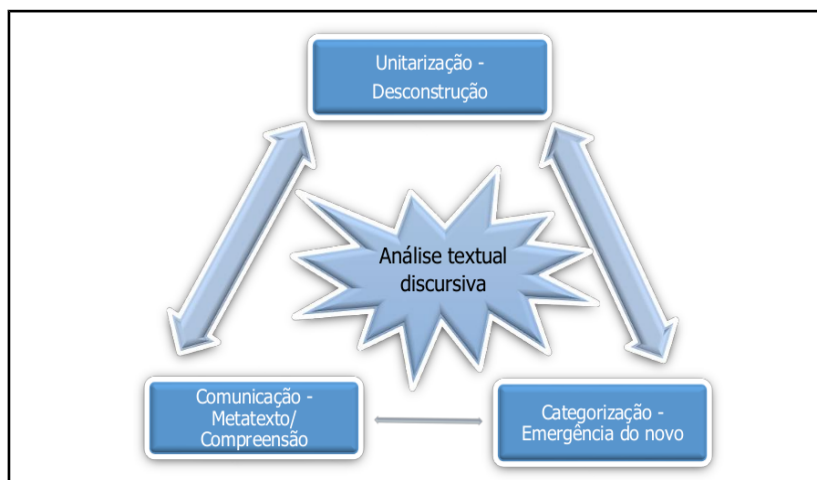 Unitarização -
Desconstrução
Análise textual
discursiva
Comunicação -
Metatexto/
Compreensão
Categorização -
Emergência do novo